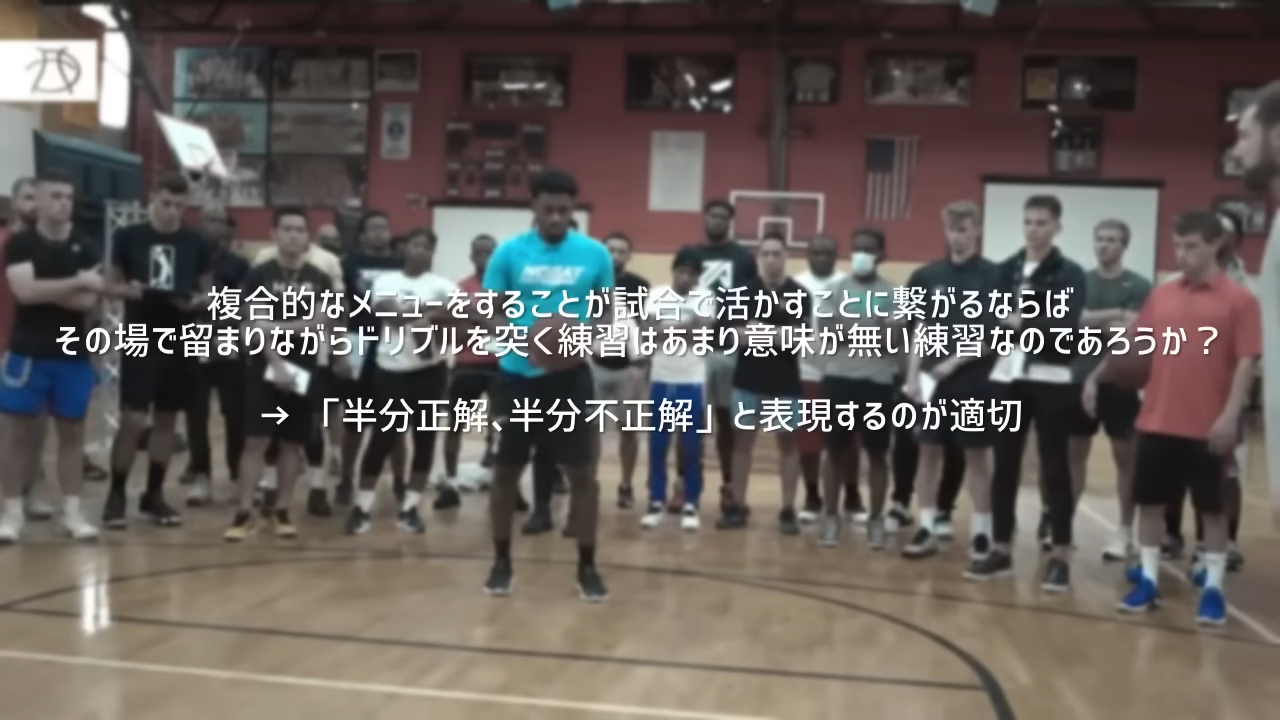 複合的なメニューをすることが試合で活かすことに繋がるならば
その場で留まりながらドリブルを突く練習はあまり意味が無い練習なのであろうか？
→ 「半分正解、半分不正解」と表現するのが適切